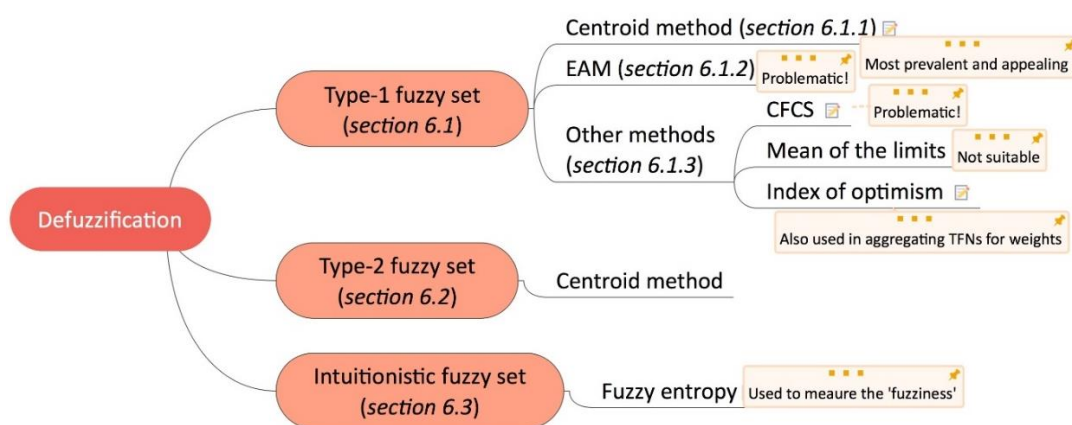 Centroid method (section 6.1.1)
Most prevalent and appealing
EAM (section 6.1.2)
Problematic!
Type-1 fuzzy set
(section 6.1)
CFCS
Problematic!
Other methods
(section 6.1.3)
Mean of the limits
Not suitable
Index of optimism
Also used in aggregating TFNs for weights
Defuzzification
Type-2 fuzzy set
(section 6.2)
Centroid method
Intuitionistic fuzzy set
(section 6.3)
Fuzzy entropy
Used to meaure the 'fuzziness'